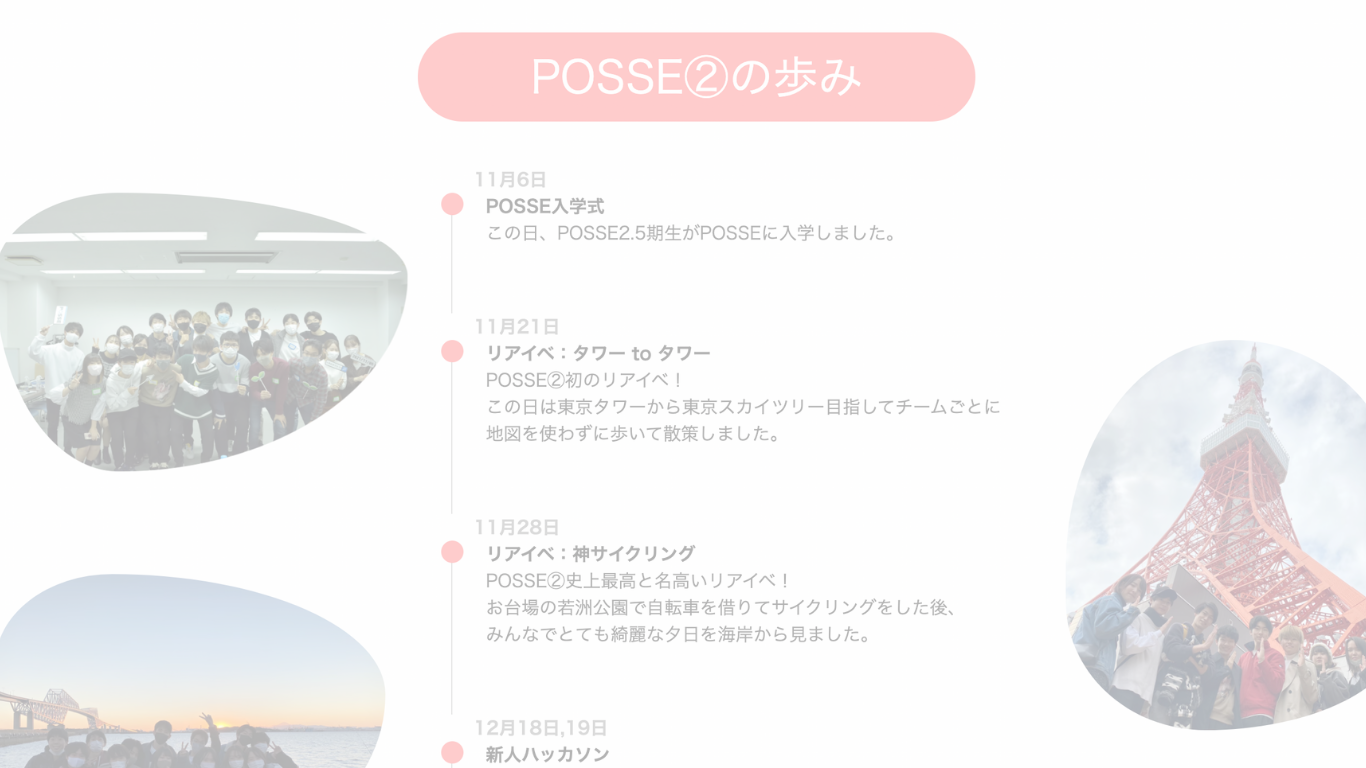 POSSE②の歩み
11月6日
POSSE入学式
この日、POSSE2.5期生がPOSSEに入学しました。
11月21日
リアイベ：タワー to タワー
POSSE②初のリアイベ！
この日は東京タワーから東京スカイツリー目指してチームごとに
地図を使わずに歩いて散策しました。
11月28日
リアイベ：神サイクリング
POSSE②史上最高と名高いリアイベ！
お台場の若洲公園で自転車を借りてサイクリングをした後、
みんなでとても綺麗な夕日を海岸から見ました。
12月18日,19日
新人ハッカソン